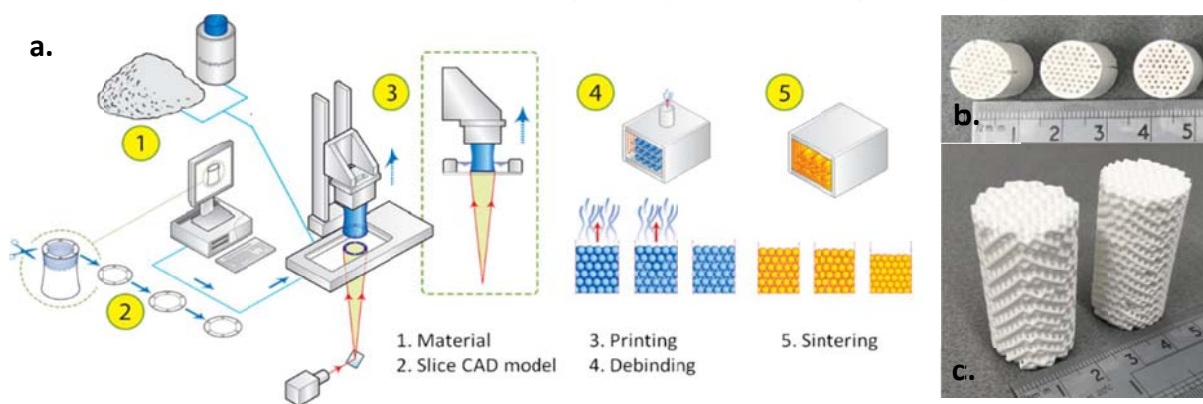 a.
1
2
3
4
5
1. Material
2. Slice CAD model
3. Printing
4. Debinding
5. Sintering
b.
1 2 3 4 5
c.
1 2 3 4 5